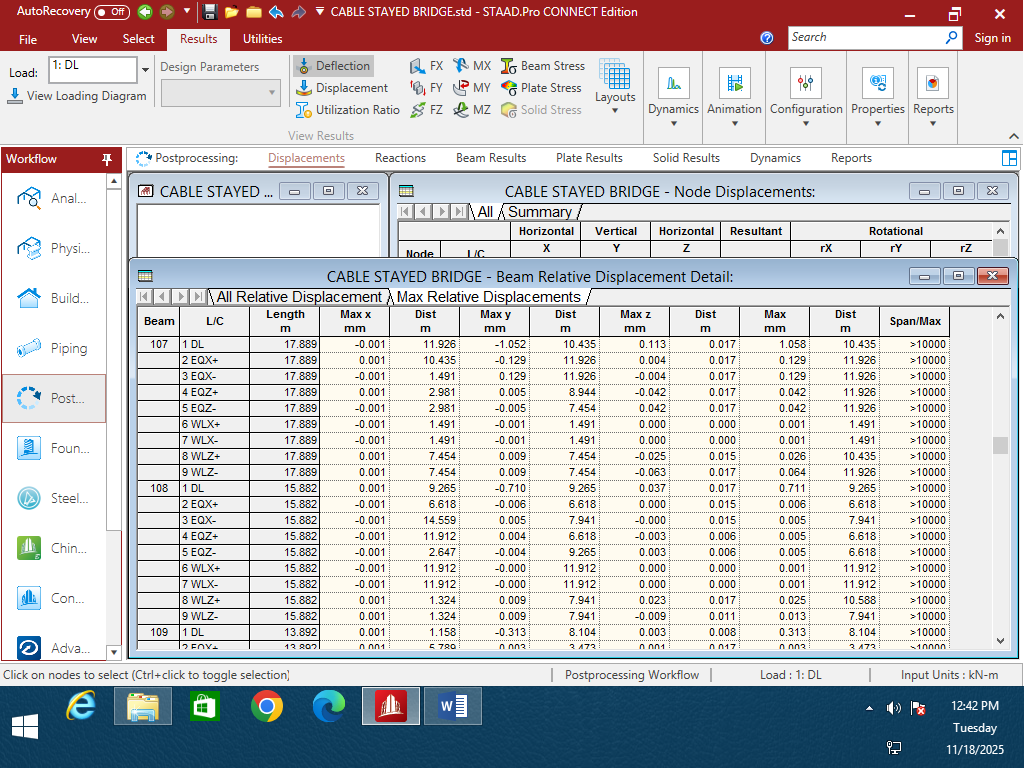 AutoRecovery Off CABLE STAYED BRIDGE.std - STAAD.Pro CONNECT Edition
File View Select Results Utilities Search Sign in
Load: 1: DL
View Loading Diagram
Design Parameters
Deflection FX MX Beam Stress
Displacement FY MY Plate Stress
Utilization Ratio FZ MZ Solid Stress
View Results
Layouts Dynamics Animation Configuration Properties Reports
Workflow
Postprocessing: Displacements Reactions Beam Results Plate Results Solid Results Dynamics Reports
Anal...
Physi...
Build...
Piping
Post...
Foun...
Steel...
Chin...
Con...
Adva...
CABLE STAYED ...
CABLE STAYED BRIDGE - Node Displacements:
All Summary
Horizontal Vertical Horizontal Resultant Rotational
Node L/C X Y Z rX rY rZ
CABLE STAYED BRIDGE - Beam Relative Displacement Detail:
All Relative Displacement Max Relative Displacements
Beam L/C Length m Max x mm Dist m Max y mm Dist m Max z mm Dist m Max mm Dist m Span/Max
107 1 DL 17.889 -0.001 11.926 -1.052 10.435 0.113 0.017 1.058 10.435 >10000
2 EQX+ 17.889 0.001 10.435 -0.129 11.926 0.004 0.017 0.129 11.926 >10000
3 EQX- 17.889 -0.001 1.491 0.129 11.926 -0.004 0.017 0.129 11.926 >10000
4 EQZ+ 17.889 0.001 2.981 0.005 8.944 -0.042 0.017 0.042 11.926 >10000
5 EQZ- 17.889 0.001 2.981 -0.005 7.454 0.042 0.017 0.042 11.926 >10000
6 WLX+ 17.889 -0.001 1.491 -0.001 1.491 0.000 0.000 0.001 1.491 >10000
7 WLX- 17.889 -0.001 1.491 -0.001 1.491 0.000 0.000 0.001 1.491 >10000
8 WLZ+ 17.889 0.001 7.454 0.009 7.454 -0.025 0.015 0.026 10.435 >10000
9 WLZ- 17.889 0.001 7.454 0.009 7.454 -0.063 0.017 0.064 11.926 >10000
108 1 DL 15.882 0.001 9.265 -0.710 9.265 0.037 0.017 0.711 9.265 >10000
2 EQX+ 15.882 0.001 6.618 -0.006 6.618 0.000 0.015 0.006 6.618 >10000
3 EQX- 15.882 -0.001 14.559 0.005 7.941 -0.000 0.015 0.005 7.941 >10000
4 EQZ+ 15.882 0.001 11.912 0.004 6.618 -0.003 0.006 0.005 6.618 >10000
5 EQZ- 15.882 0.001 2.647 -0.004 9.265 0.003 0.006 0.005 6.618 >10000
6 WLX+ 15.882 -0.001 11.912 -0.000 11.912 0.000 0.000 0.001 11.912 >10000
7 WLX- 15.882 -0.001 11.912 -0.000 11.912 0.000 0.000 0.001 11.912 >10000
8 WLZ+ 15.882 0.001 1.324 0.009 7.941 0.023 0.017 0.025 10.588 >10000
9 WLZ- 15.882 0.001 1.324 0.009 7.941 -0.009 0.011 0.013 7.941 >10000
109 1 DL 13.892 0.001 1.158 -0.313 8.104 0.003 0.008 0.313 8.104 >10000
2 EQX+ 13.892 0.001 5.789 0.003 3.473 0.001 0.017 0.003 3.473 >10000
Click on nodes to select (Ctrl+click to toggle selection) Postprocessing Workflow Load : 1: DL Input Units : kN-m
12:42 PM
Tuesday
11/18/2025